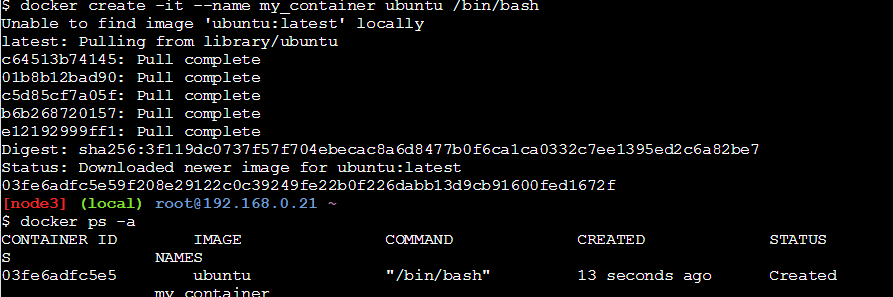 $ docker create -it --name my_container ubuntu /bin/bash
Unable to find image 'ubuntu:latest' locally
latest: Pulling from library/ubuntu
c64513b74145: Pull complete
01b8b12bad90: Pull complete
c5d85cf7a05f: Pull complete
b6b268720157: Pull complete
e12192999ff1: Pull complete
Digest: sha256:3f119dc0737f57f704ebecac8a6d8477b0f6ca1ca0332c7ee1395ed2c6a82be7
Status: Downloaded newer image for ubuntu:latest
03fe6adfc5e59f208e29122c0c39249fe22b0f226dabb13d9cb91600fed1672f
[node3] (local) root@192.168.0.21 ~
$ docker ps -a
CONTAINER ID IMAGE COMMAND CREATED STATUS
S NAMES
03fe6adfc5e5 ubuntu "/bin/bash" 13 seconds ago Created
my_container